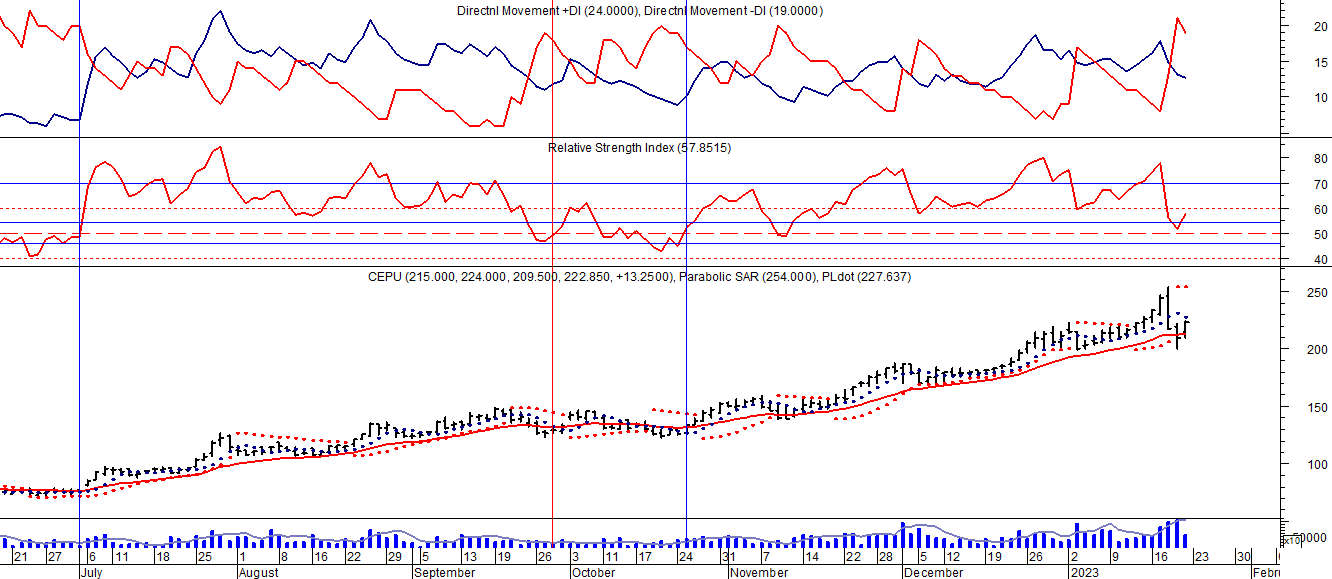 Directnl Movement +DI (24.0000), Directnl Movement -DI (19.0000)
20
15
10
Relative Strength Index (57.8515)
80
70
60
50
40
CEPU (215.000, 224.000, 209.500, 222.850, +13.2500), Parabolic SAR (254.000), PLdot (227.637)
250
200
150
100
x10
21 27 6 11 18 25 1 8 16 22 29 5 13 19 26 3 11 17 24 31 7 14 22 28 5 12 19 26 2 9 16 23 30
July August September October November December 2023 Febru